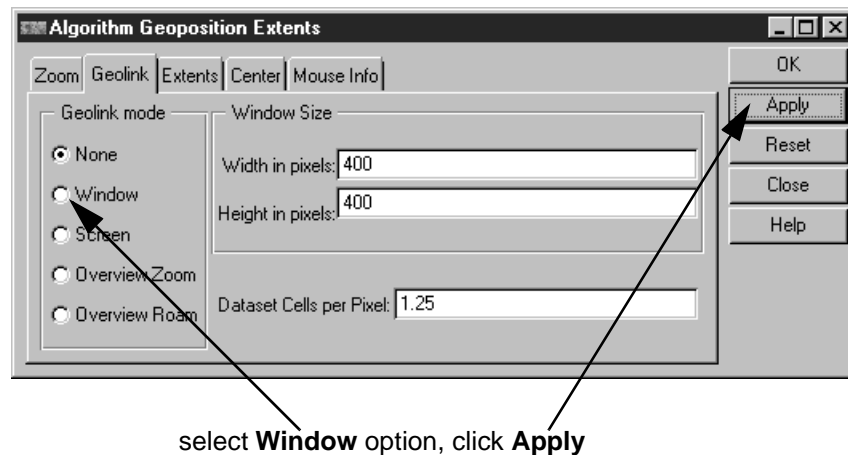 Algorithm Geoposition Extents
Zoom Geolink Extents Center Mouse Info
Geolink mode
None
Window
Screen
Overview Zoom
Overview Roam
Window Size
Width in pixels: 400
Height in pixels: 400
Dataset Cells per Pixel: 1.25
OK
Apply
Reset
Close
Help
select Window option, click Apply